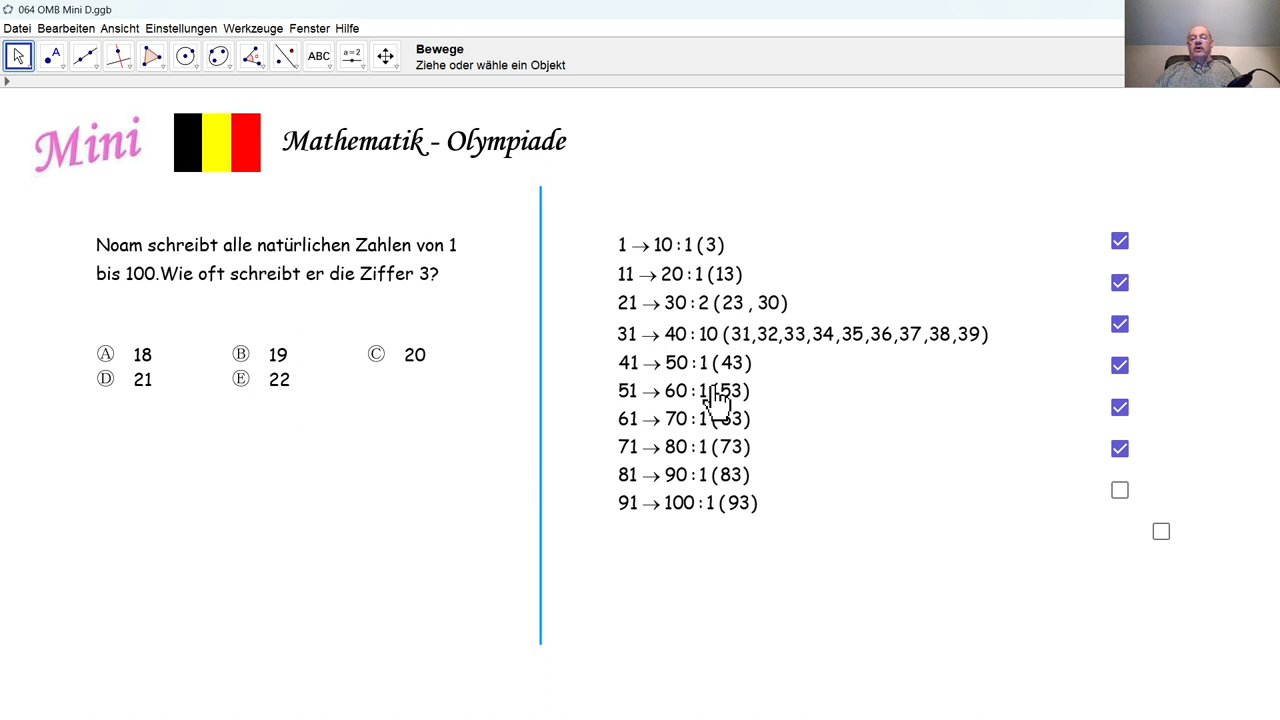 064 OMB Mini D.ggb
Datei Bearbeiten Ansicht Einstellungen Werkzeuge Fenster Hilfe
A ABC a=2 Bewege
Ziehe oder wähle ein Objekt
Mini Mathematik - Olympiade
Noam schreibt alle natürlichen Zahlen von 1
bis 100.Wie oft schreibt er die Ziffer 3?
Ⓐ 18 Ⓑ 19 Ⓒ 20
Ⓓ 21 Ⓔ 22
1 → 10 : 1 ( 3 )
11 → 20 : 1 (13)
21 → 30 : 2 ( 23 , 30 )
31 → 40 : 10 (31,32,33,34,35,36,37,38,39)
41 → 50 : 1 ( 43 )
51 → 60 : 1 ( 53 )
61 → 70 : 1 ( 63 )
71 → 80 : 1 ( 73 )
81 → 90 : 1 ( 83 )
91 → 100 : 1 ( 93 )